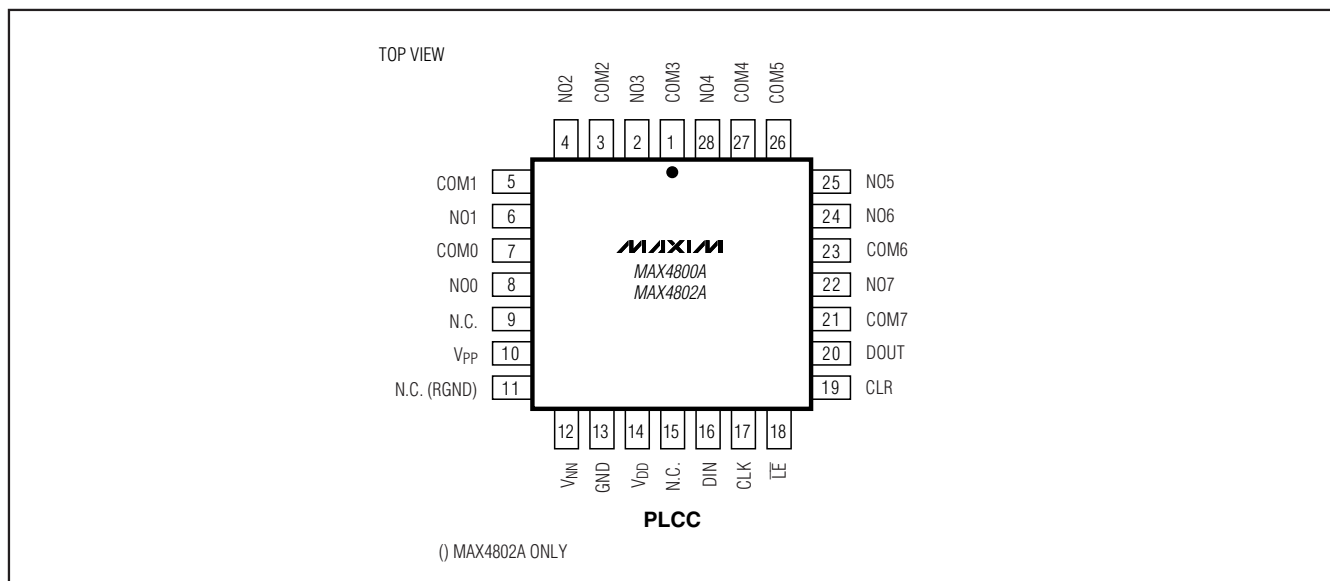 TOP VIEW
NO2 COM2 NO3 COM3 NO4 COM4 COM5
4 3 2 1 28 27 26
COM1 5 25 NO5
NO1 6 24 NO6
COM0 7 23 COM6
NO0 8 22 NO7
N.C. 9 21 COM7
VPP 10 20 DOUT
N.C. (RGND) 11 19 CLR
MAXIM
MAX4800A
MAX4802A
12 13 14 15 16 17 18
VNN GND VDD N.C. DIN CLK L̅E̅
PLCC
() MAX4802A ONLY